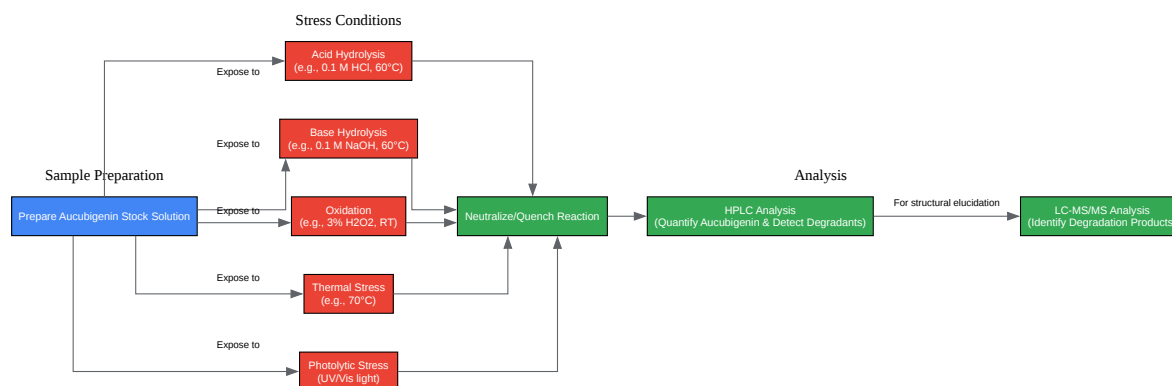 Stress Conditions
Acid Hydrolysis
(e.g., 0.1 M HCl, 60°C)
Expose to
Base Hydrolysis
(e.g., 0.1 M NaOH, 60°C)
Expose to
Sample Preparation
Analysis
Prepare Aucubigenin Stock Solution
Expose to
Oxidation
(e.g., 3% H2O2, RT)
Neutralize/Quench Reaction
HPLC Analysis
(Quantify Aucubigenin & Detect Degradants)
For structural elucidation
LC-MS/MS Analysis
(Identify Degradation Products)
Expose to
Thermal Stress
(e.g., 70°C)
Expose to
Photolytic Stress
(UV/Vis light)